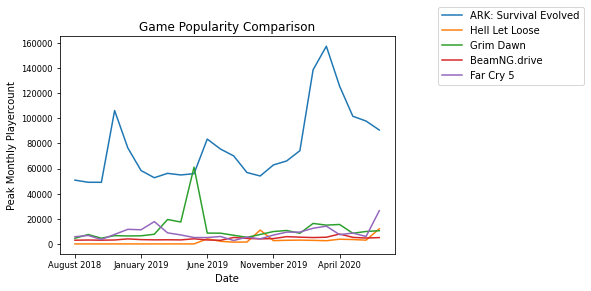 Game Popularity Comparison
ARK: Survival Evolved
Hell Let Loose
Grim Dawn
BeamNG.drive
Far Cry 5
Peak Monthly Playercount
160000
140000
120000
100000
80000
60000
40000
20000
0
August 2018
January 2019
June 2019
November 2019
April 2020
Date